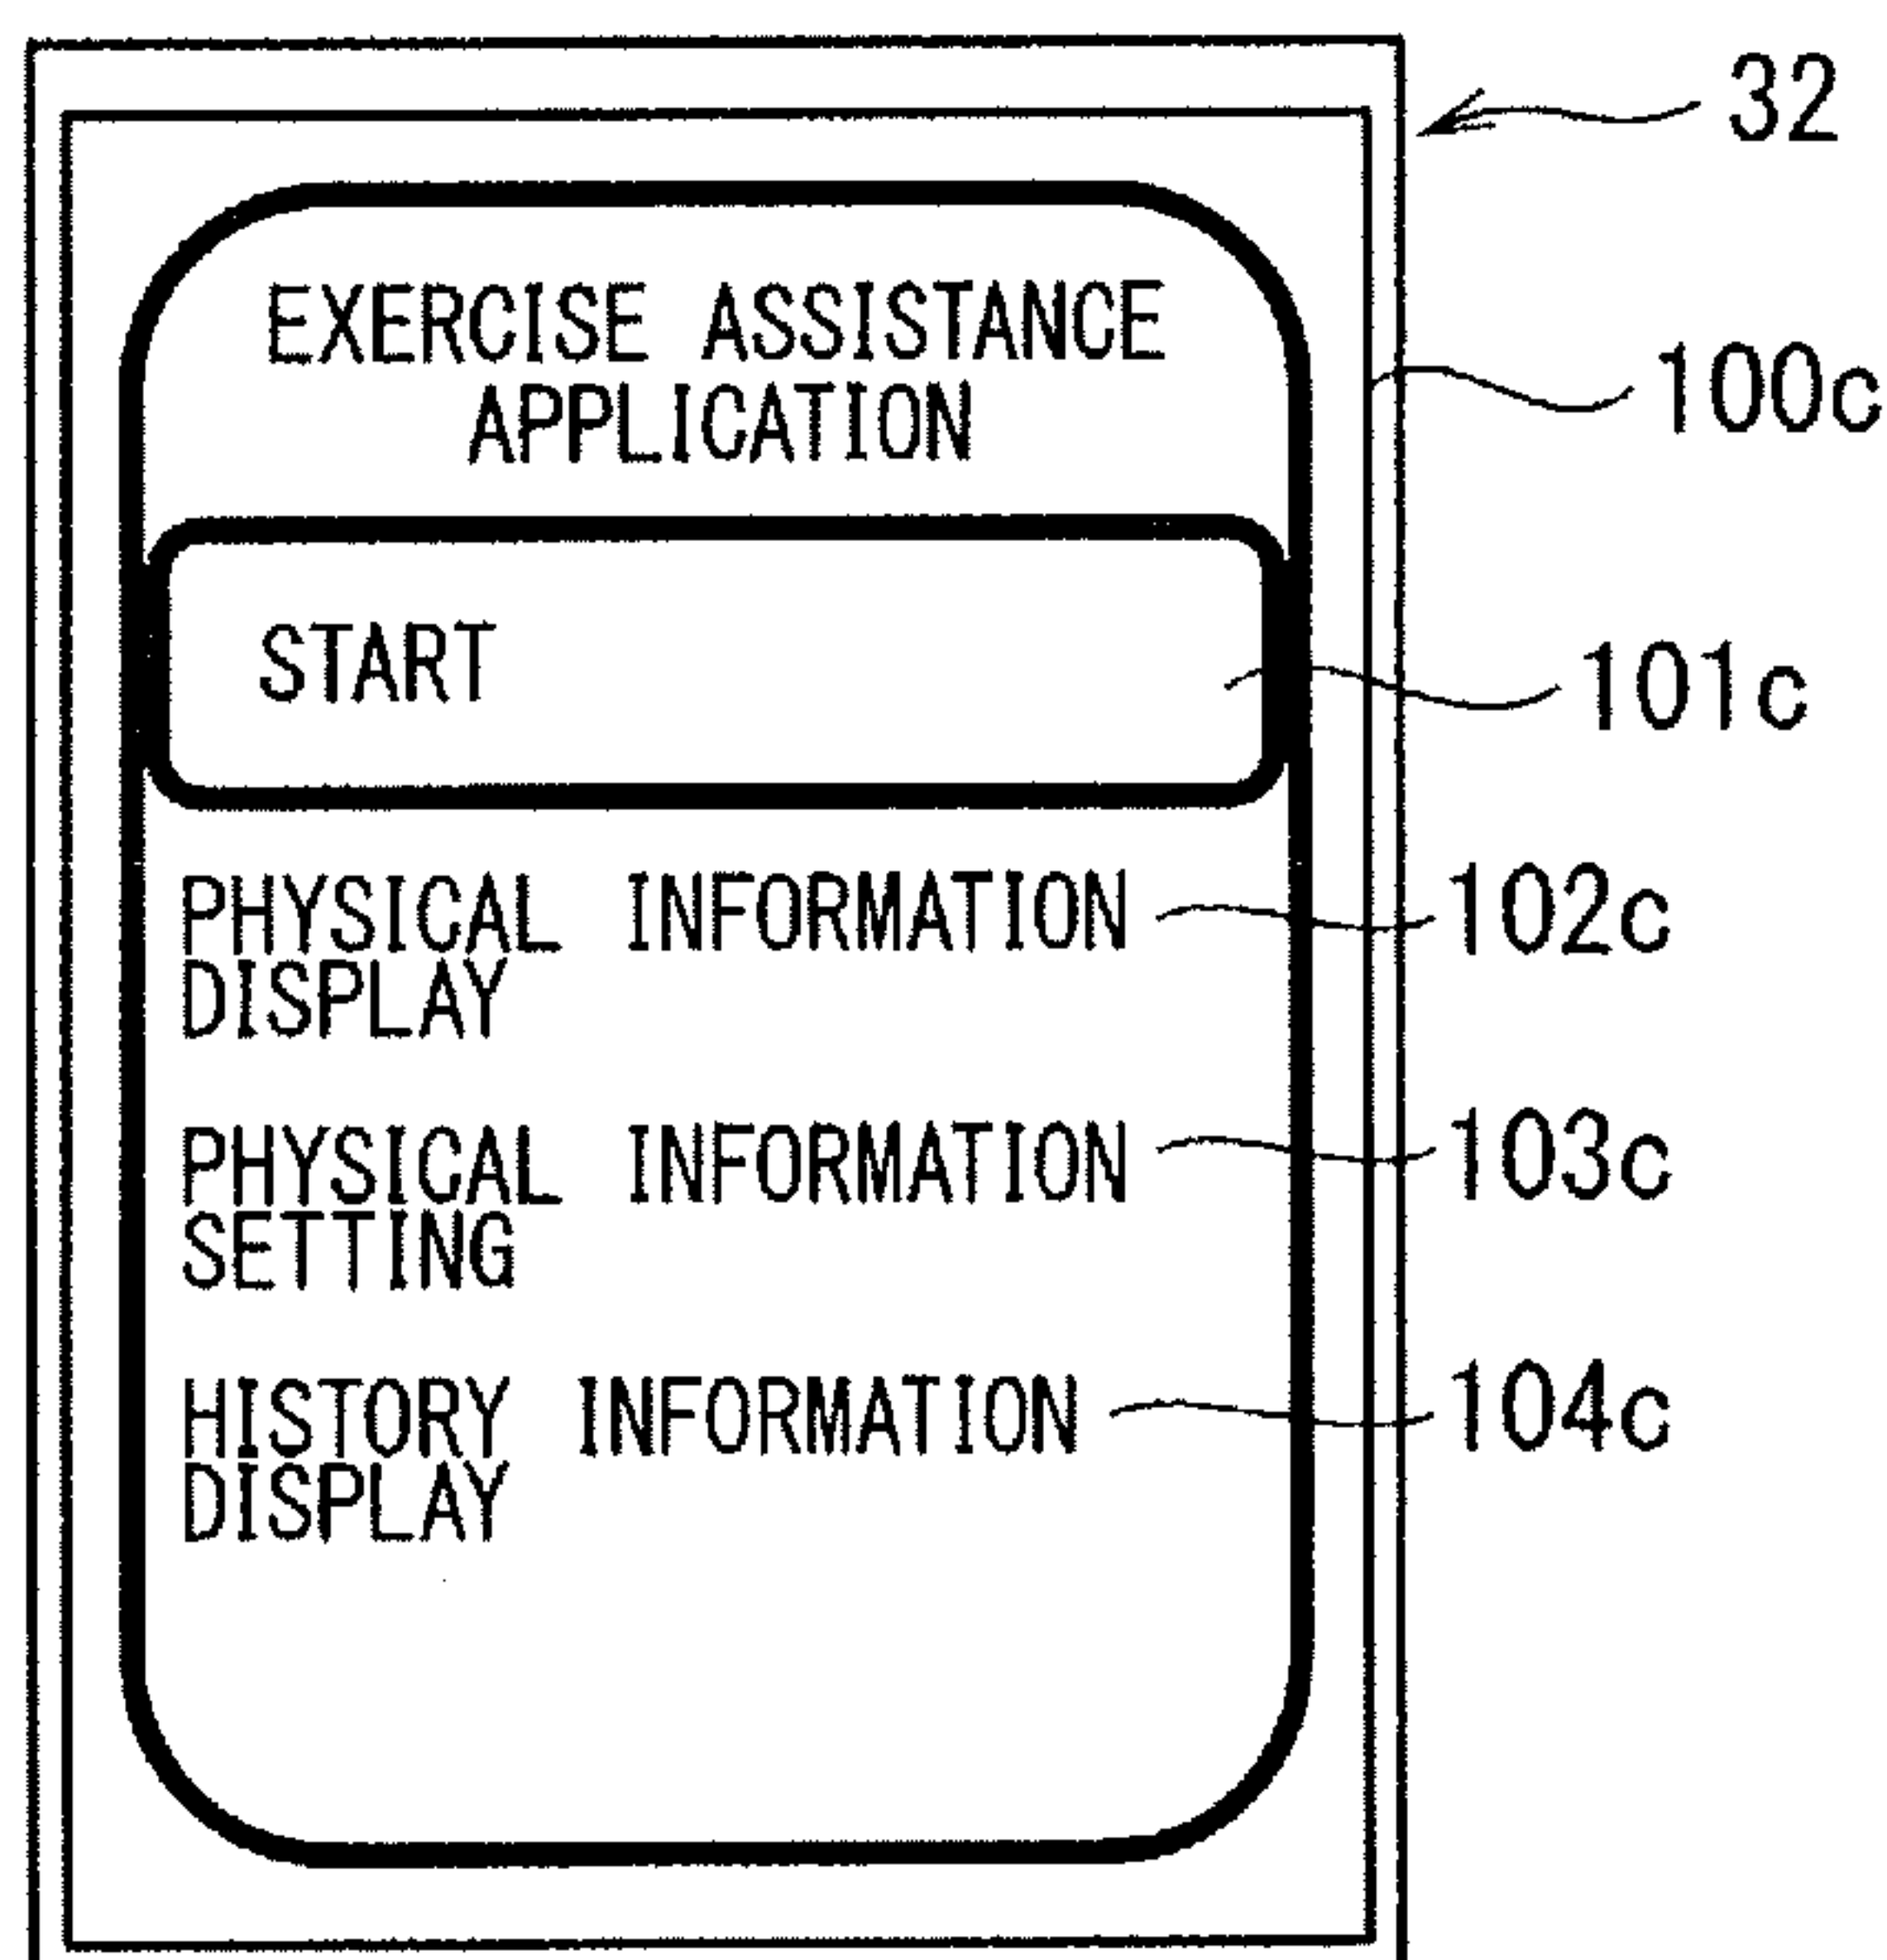 32
EXERCISE ASSISTANCE
APPLICATION
100c
START
101c
PHYSICAL INFORMATION
DISPLAY
102c
PHYSICAL INFORMATION
SETTING
103c
HISTORY INFORMATION
DISPLAY
104c